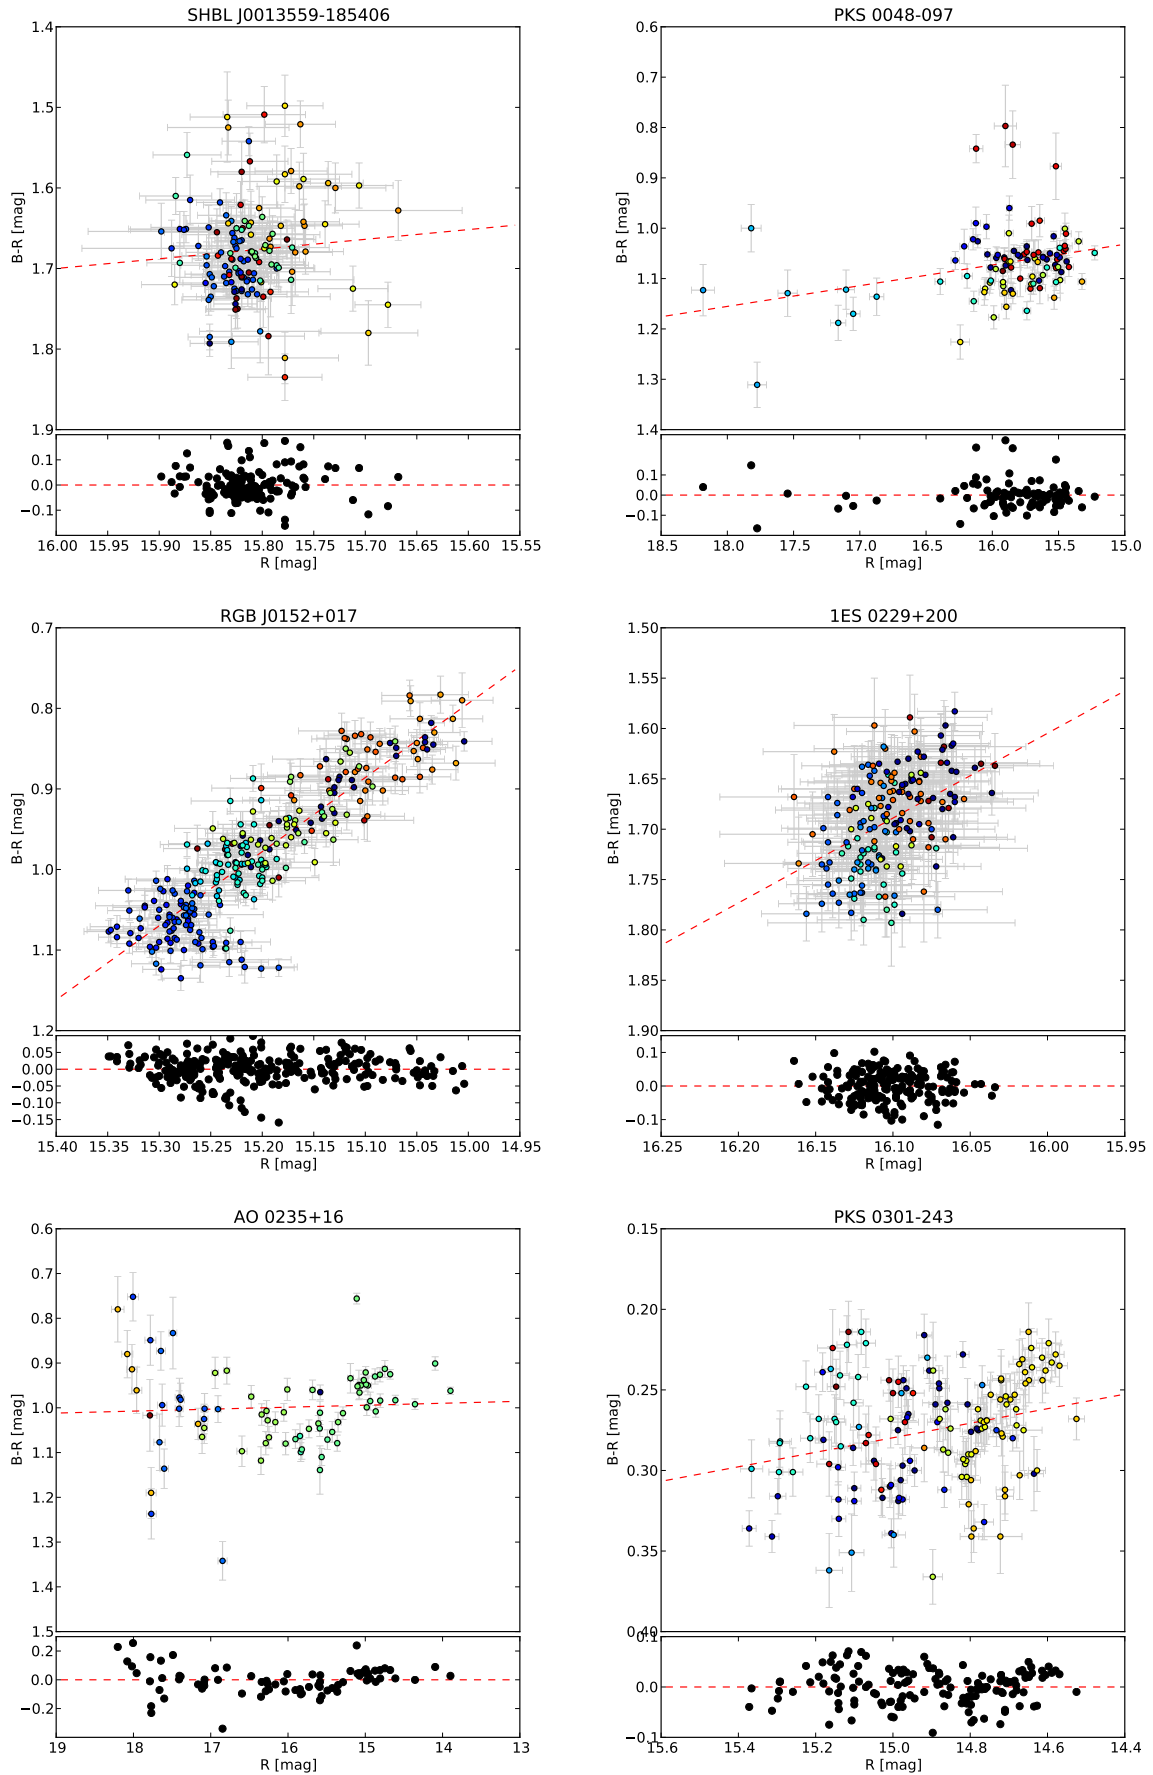 SHBL J0013559-185406
1.4
1.5
1.6
1.7
1.8
1.9
B-R [mag]
0.1
0.0
−0.1
16.00 15.95 15.90 15.85 15.80 15.75 15.70 15.65 15.60 15.55
R [mag]
PKS 0048-097
0.6
0.7
0.8
0.9
1.0
1.1
1.2
1.3
1.4
B-R [mag]
0.1
0.0
−0.1
18.5 18.0 17.5 17.0 16.5 16.0 15.5 15.0
R [mag]
RGB J0152+017
0.7
0.8
0.9
1.0
1.1
1.2
B-R [mag]
0.05
0.00
−0.05
−0.10
−0.15
15.40 15.35 15.30 15.25 15.20 15.15 15.10 15.05 15.00 14.95
R [mag]
1ES 0229+200
1.50
1.55
1.60
1.65
1.70
1.75
1.80
1.85
1.90
B-R [mag]
0.1
0.0
−0.1
16.25 16.20 16.15 16.10 16.05 16.00 15.95
R [mag]
AO 0235+16
0.6
0.7
0.8
0.9
1.0
1.1
1.2
1.3
1.4
1.5
B-R [mag]
0.2
0.0
−0.2
19 18 17 16 15 14 13
R [mag]
PKS 0301-243
0.15
0.20
0.25
0.30
0.35
0.40
B-R [mag]
0.1
0.0
−0.1
15.6 15.4 15.2 15.0 14.8 14.6 14.4
R [mag]